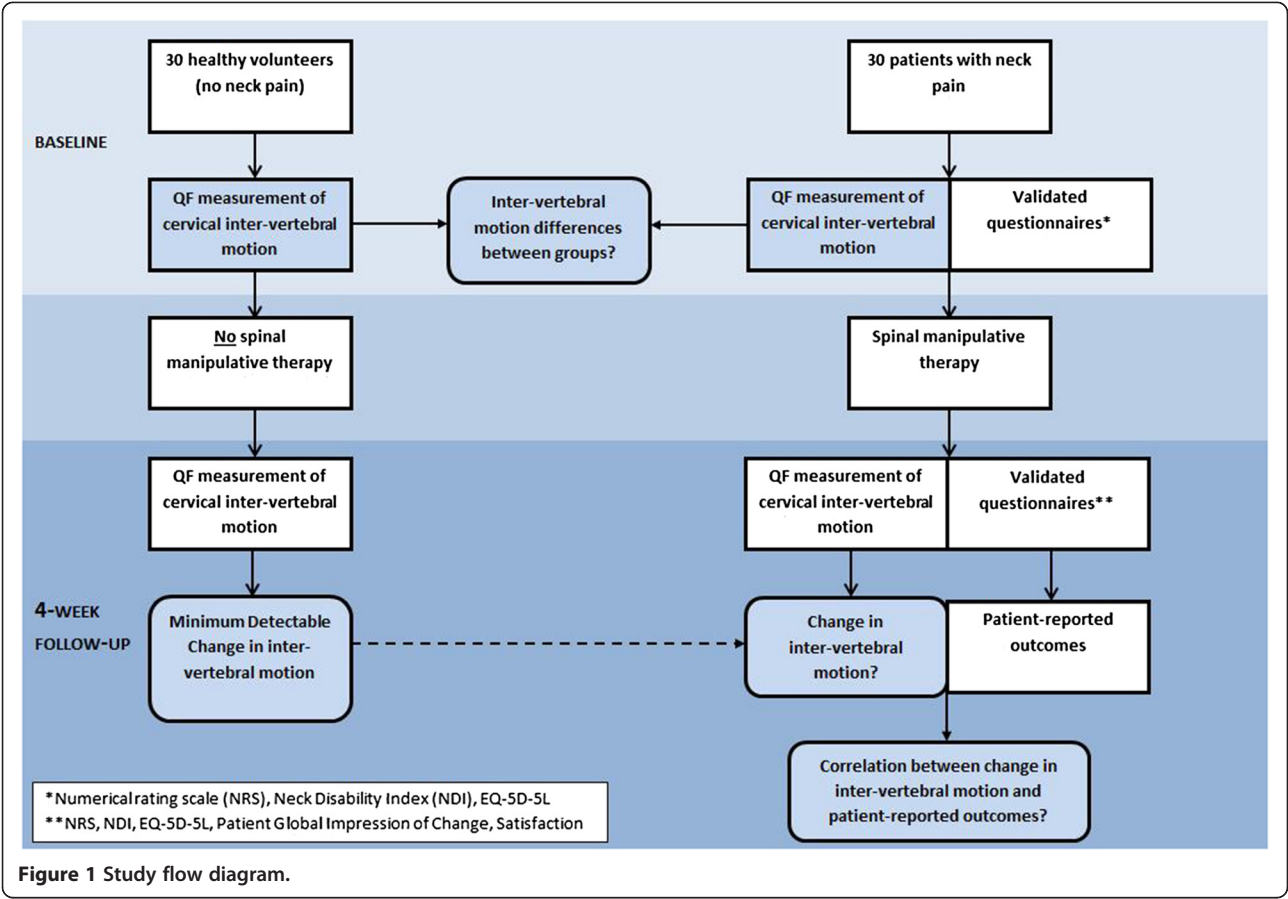 30 healthy volunteers
(no neck pain)
30 patients with neck
pain
BASELINE
QF measurement of
cervical inter-vertebral
motion
Inter-vertebral
motion differences
between groups?
QF measurement of
cervical inter-vertebral
motion
Validated
questionnaires*
No spinal
manipulative therapy
Spinal manipulative
therapy
QF measurement of
cervical inter-vertebral
motion
QF measurement of
cervical inter-vertebral
motion
Validated
questionnaires**
4-WEEK
FOLLOW-UP
Minimum Detectable
Change in inter-
vertebral motion
Change in
inter-vertebral
motion?
Patient-reported
outcomes
Correlation between change in
inter-vertebral motion and
patient-reported outcomes?
*Numerical rating scale (NRS), Neck Disability Index (NDI), EQ-5D-5L
**NRS, NDI, EQ-5D-5L, Patient Global Impression of Change, Satisfaction
Figure 1 Study flow diagram.